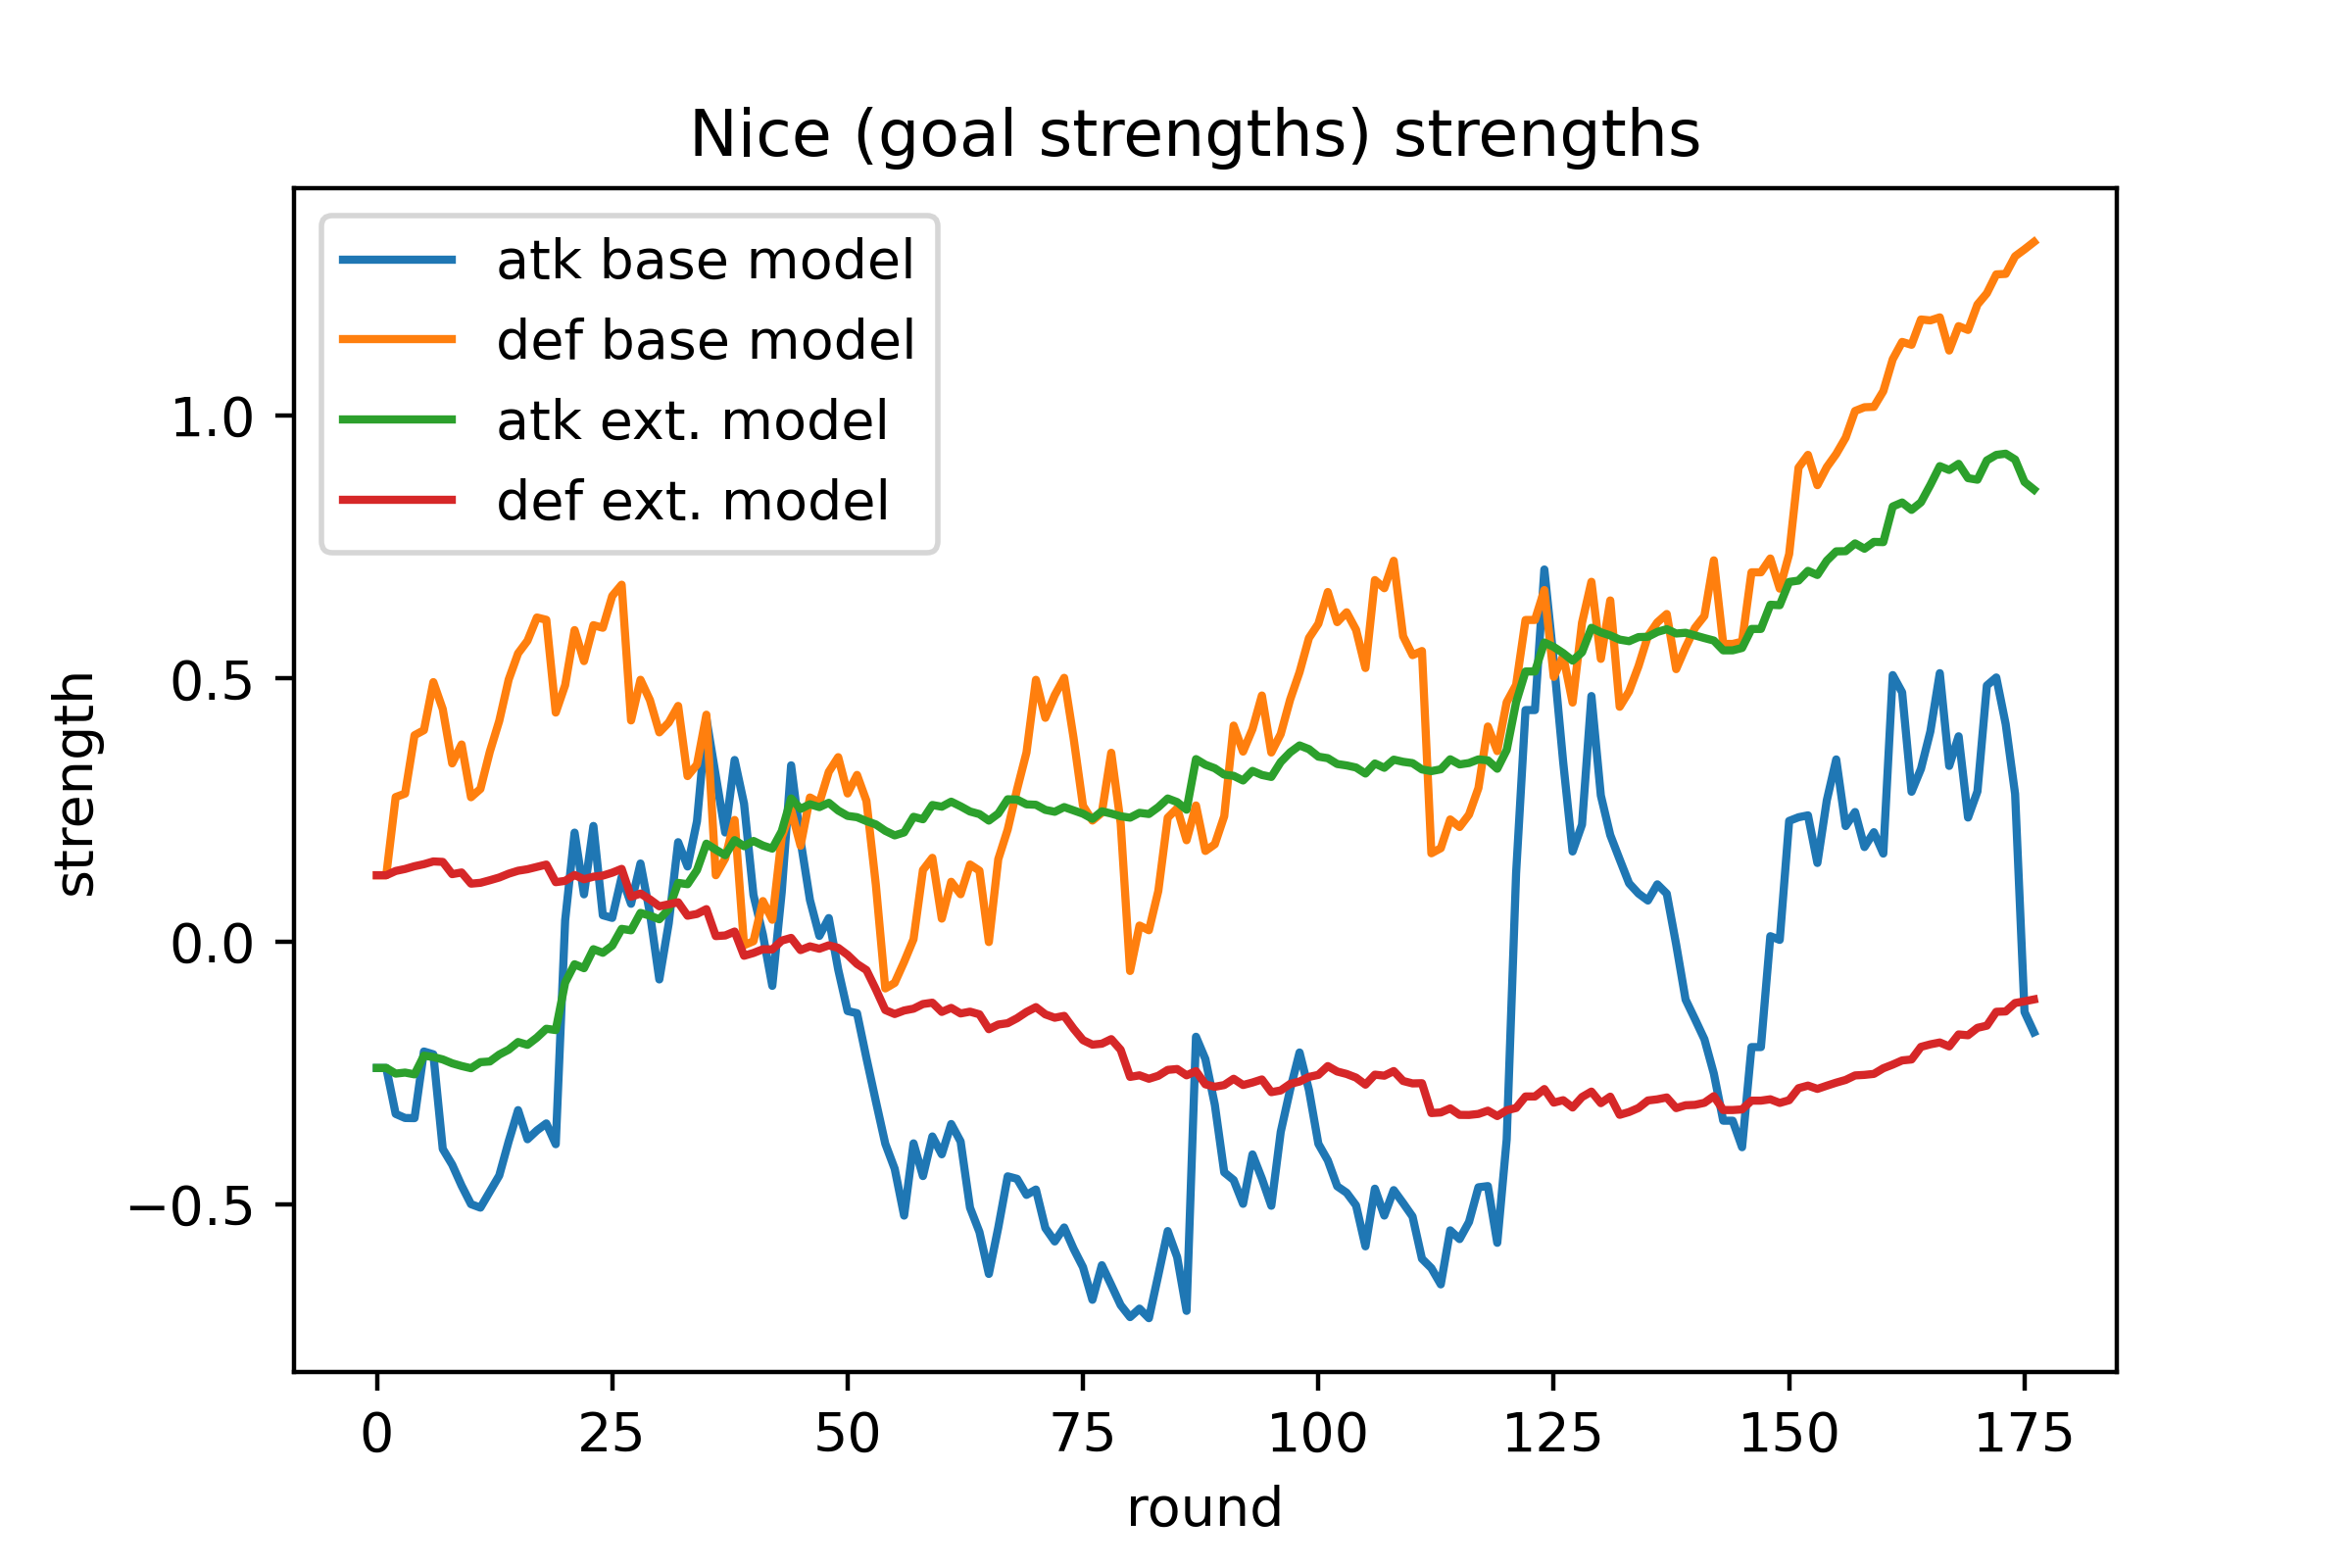 Nice (goal strengths) strengths
atk base model
def base model
atk ext. model
def ext. model
1.0
0.5
0.0
−0.5
strength
0 25 50 75 100 125 150 175
round